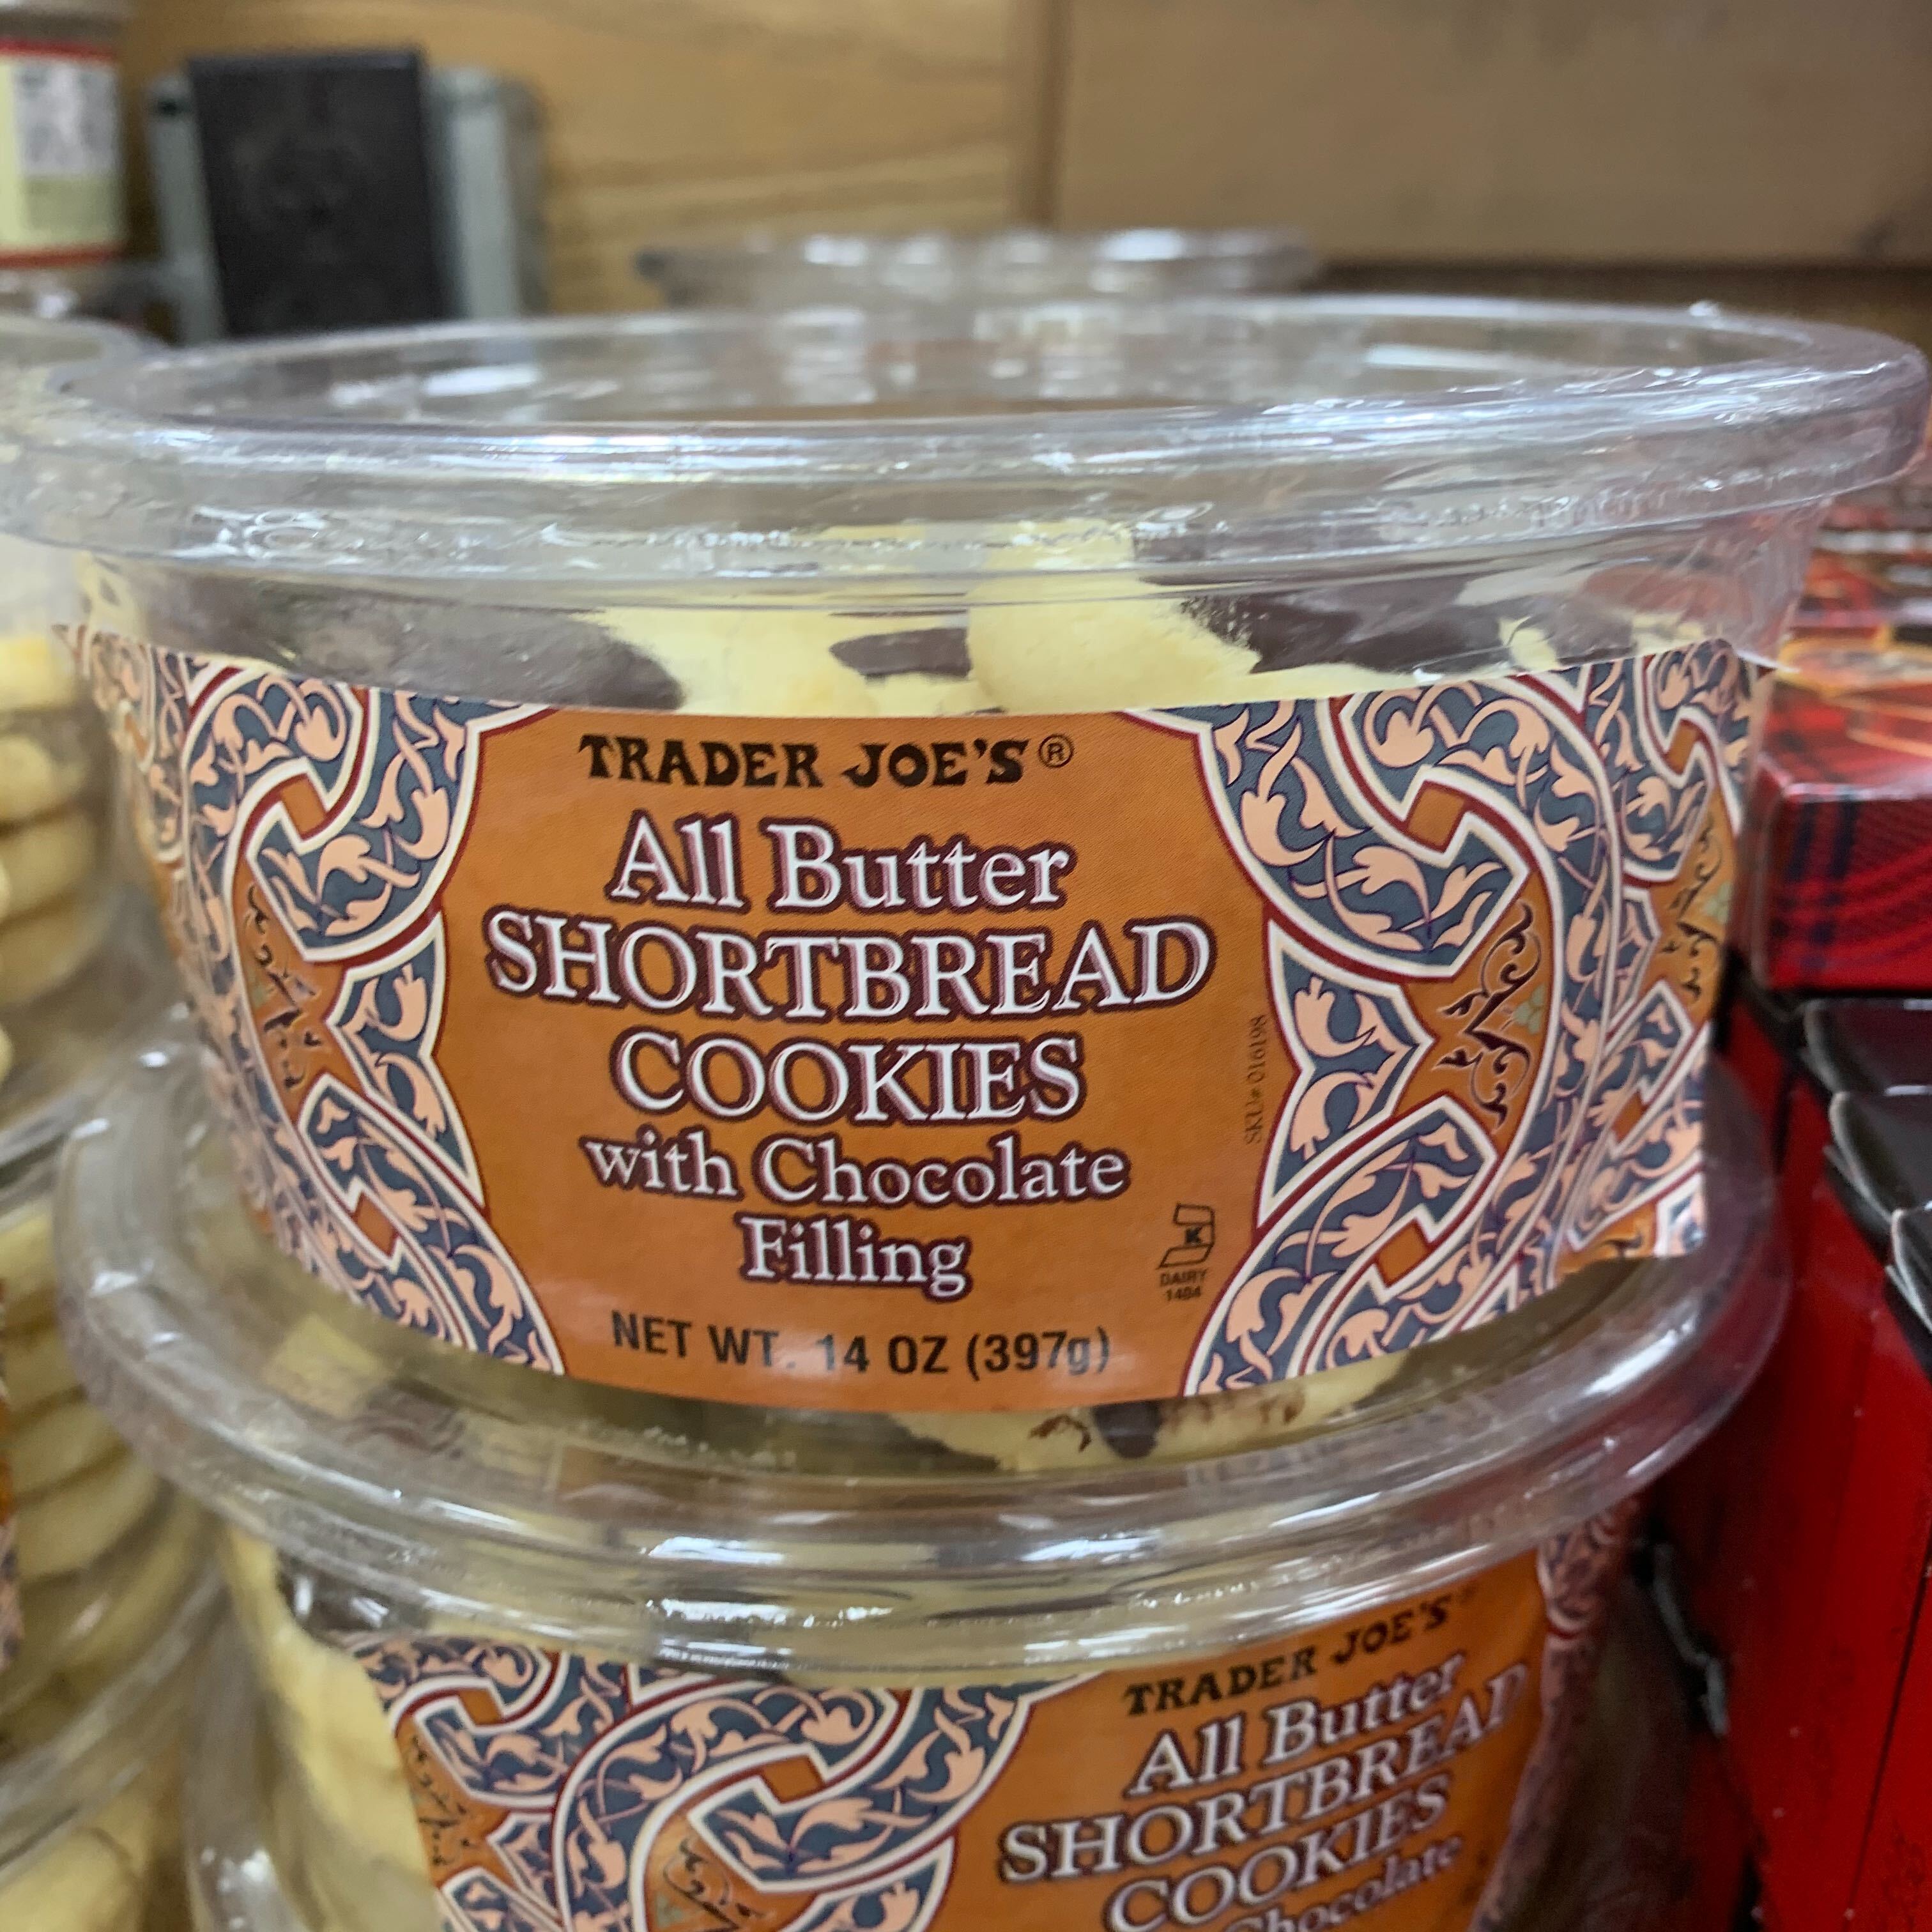 TRADER JOE'S®
All Butter
SHORTBREAD
COOKIES
with Chocolate
Filling
NET WT. 14 OZ (397g)
SKU# 016198
K
DAIRY
1484
TRADER JOE'S
All Butter
SHORTBREAD
COOKIES
Chocolate